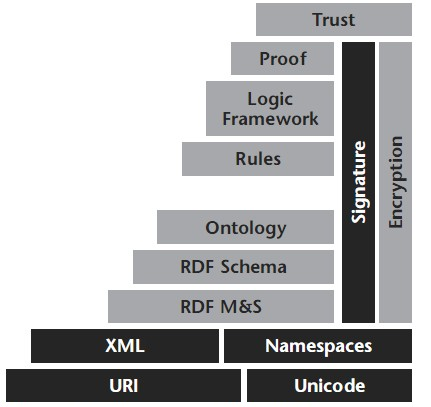 Trust
Proof
Logic
Framework
Rules
Ontology
RDF Schema
RDF M&S
Signature
Encryption
XML
Namespaces
URI
Unicode